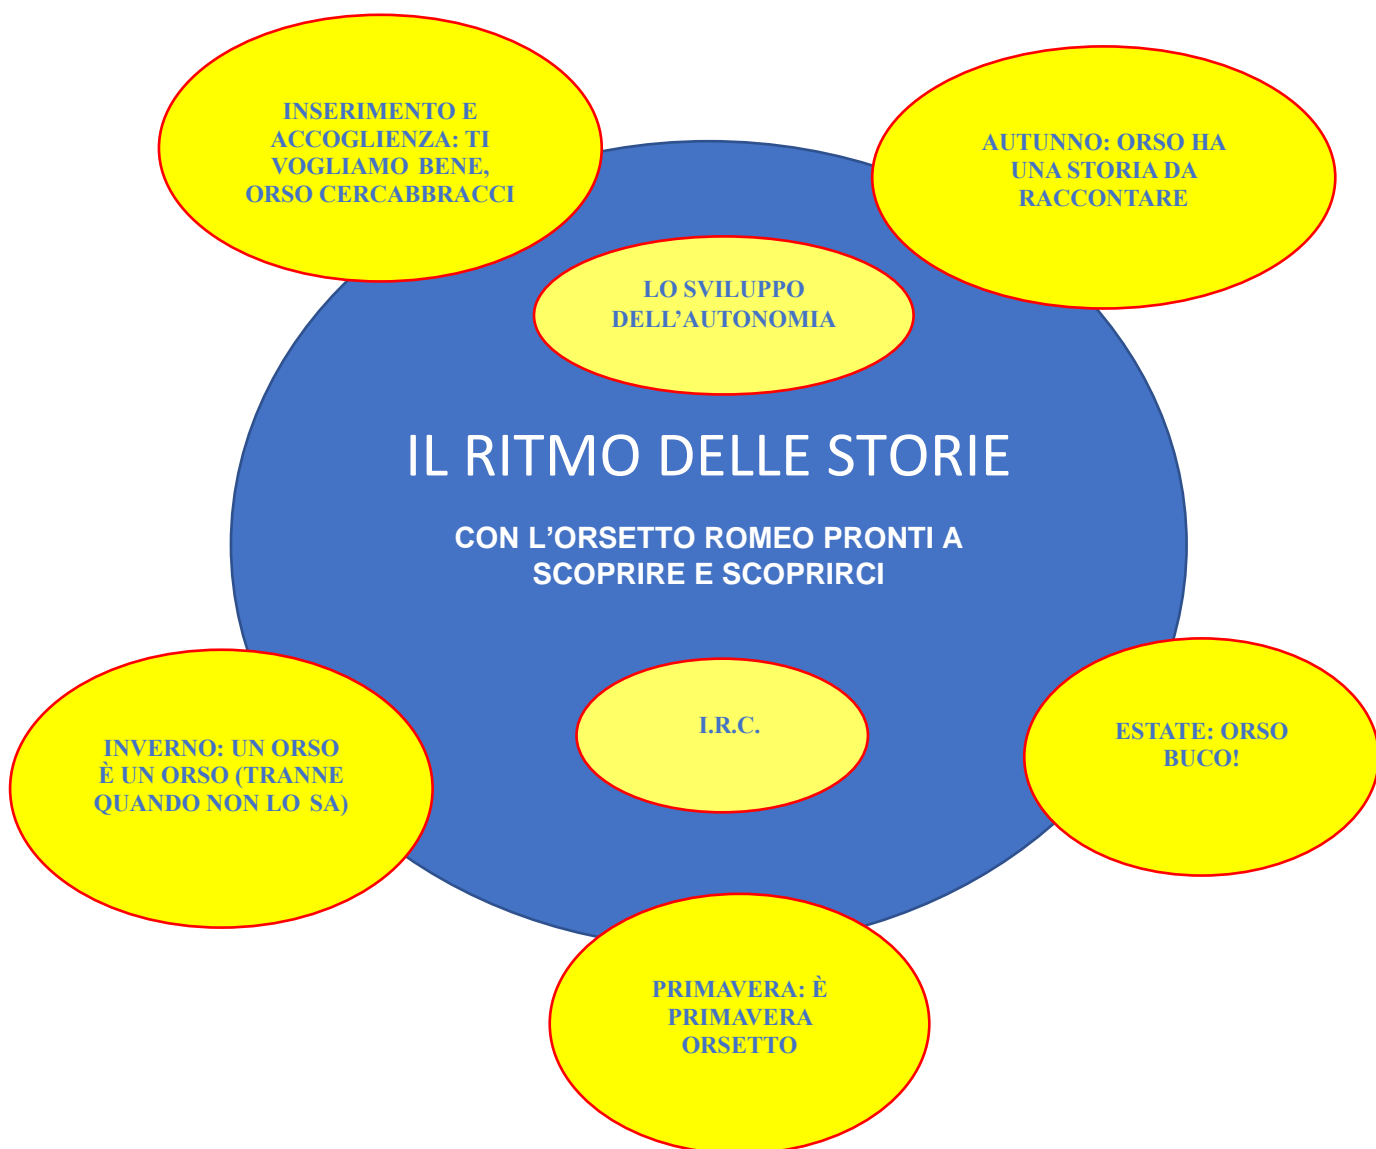 INSERIMENTO E
ACCOGLIENZA: TI
VOGLIAMO BENE,
ORSO CERCABBRACCI
AUTUNNO: ORSO HA
UNA STORIA DA
RACCONTARE
LO SVILUPPO
DELL’AUTONOMIA
IL RITMO DELLE STORIE
CON L’ORSETTO ROMEO PRONTI A
SCOPRIRE E SCOPRIRCI
INVERNO: UN ORSO
È UN ORSO (TRANNE
QUANDO NON LO SA)
I.R.C.
ESTATE: ORSO
BUCO!
PRIMAVERA: È
PRIMAVERA
ORSETTO